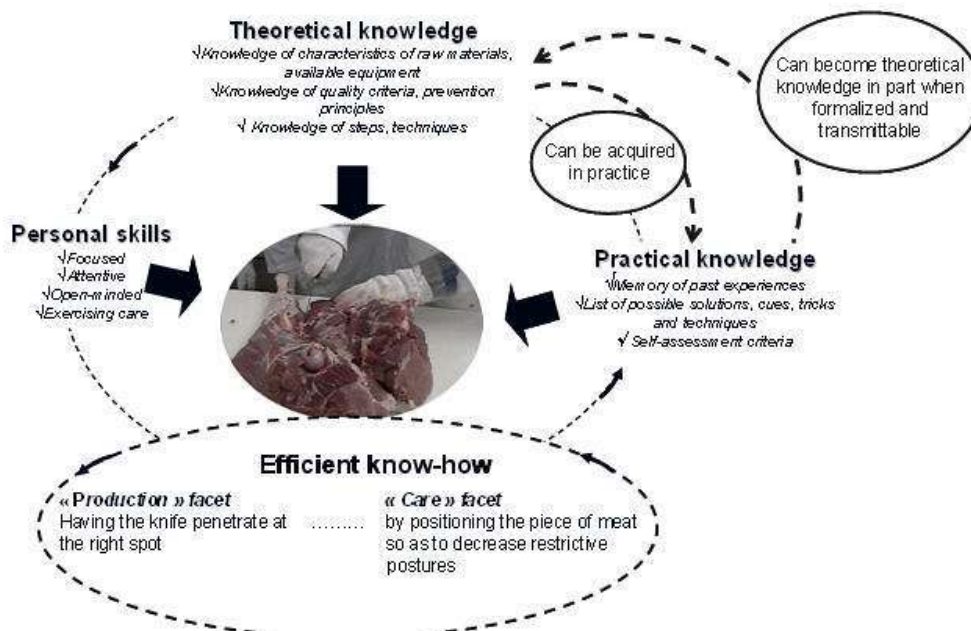 Theoretical knowledge
√Knowledge of characteristics of raw materials,
available equipment
√Knowledge of quality criteria, prevention
principles
√ Knowledge of steps, techniques
Can become theoretical
knowledge in part when
formalized and
transmittable
Can be acquired
in practice
Personal skills
√Focused
√Attentive
√Open-minded
√Exercising care
Practical knowledge
√Memory of past experiences
√List of possible solutions, cues, tricks
and techniques
√ Self-assessment criteria
Efficient know-how
« Production » facet
Having the knife penetrate at
the right spot
.........
« Care » facet
by positioning the piece of meat
so as to decrease restrictive
postures